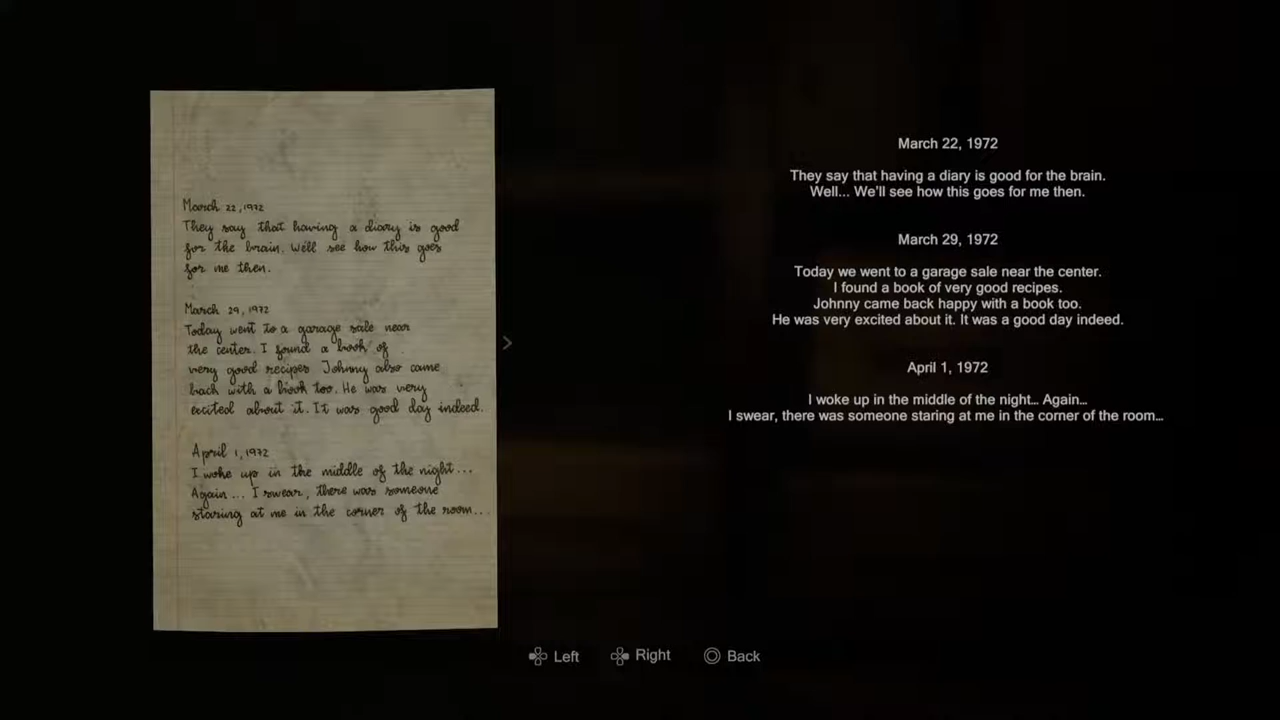 March 22, 1972
They say that having a diary is good
for the brain. We'll see how this goes
for me then.
March 29, 1972
Today went to a garage sale near
the center. I found a book of
very good recipes Johnny also came
back with a book too. He was very
excited about it. It was good day indeed.
April 1, 1972
I woke up in the middle of the night...
Again... I swear, there was someone
staring at me in the corner of the room...
March 22, 1972
They say that having a diary is good for the brain.
Well... We'll see how this goes for me then.
March 29, 1972
Today we went to a garage sale near the center.
I found a book of very good recipes.
Johnny came back happy with a book too.
He was very excited about it. It was a good day indeed.
April 1, 1972
I woke up in the middle of the night... Again...
I swear, there was someone staring at me in the corner of the room...
Left Right Back